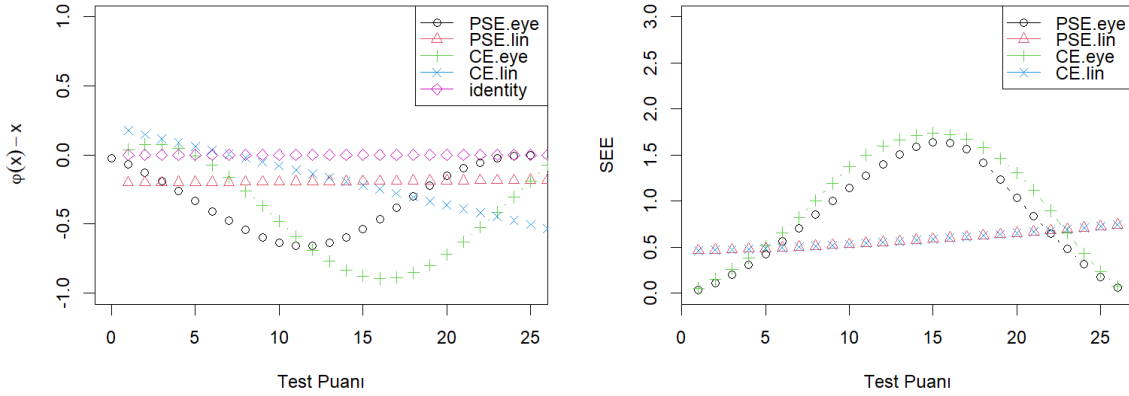 1.0
0.5
0.0
-0.5
-1.0
φ(x) − x
0 5 10 15 20 25
Test Puanı
PSE.eye
PSE.lin
CE.eye
CE.lin
identity
3.0
2.5
2.0
1.5
1.0
0.5
0.0
SEE
0 5 10 15 20 25
Test Puanı
PSE.eye
PSE.lin
CE.eye
CE.lin